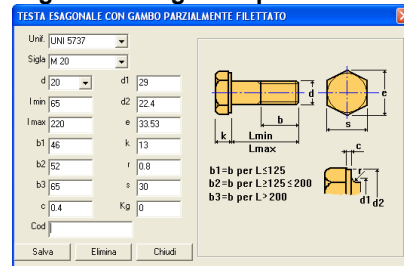 TESTA ESAGONALE CON GAMBO PARZIALMENTE FILETTATO
Unif. UNI 5737
Sigla M 20
d 20 d1 29
l min 65 d2 22.4
l max 220 e 33.53
b1 46 k 13
b2 52 r 0.8
b3 65 s 30
c 0.4 Kg 0
Cod
Salva Elimina Chiudi
d e
b s
k Lmin
Lmax
c
r
b1=b per L≤125
b2=b per L≥125≤200
b3=b per L>200
d1 d2